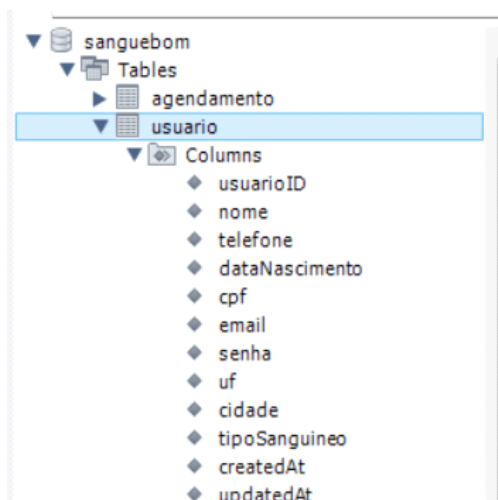 sanguebom
Tables
agendamento
usuario
Columns
usuarioID
nome
telefone
dataNascimento
cpf
email
senha
uf
cidade
tipoSanguineo
createdAt
updatedAt